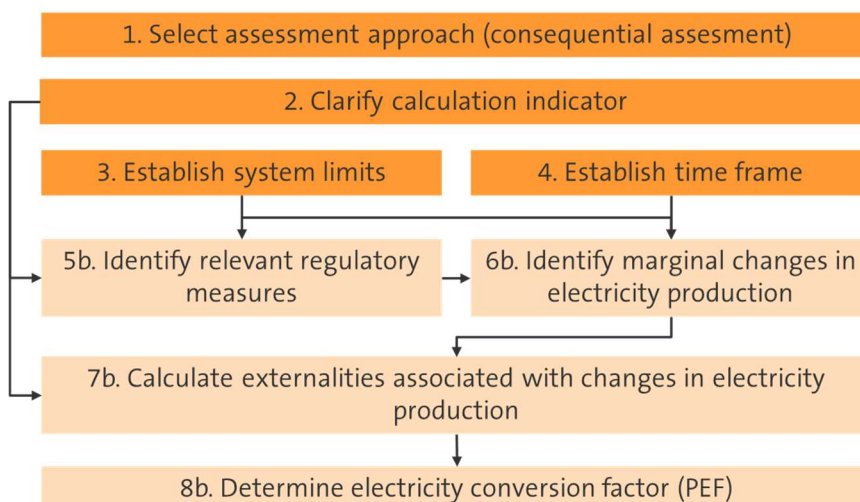 1. Select assessment approach (consequential assesment)
2. Clarify calculation indicator
3. Establish system limits
4. Establish time frame
5b. Identify relevant regulatory
measures
6b. Identify marginal changes in
electricity production
7b. Calculate externalities associated with changes in electricity
production
8b. Determine electricity conversion factor (PEF)